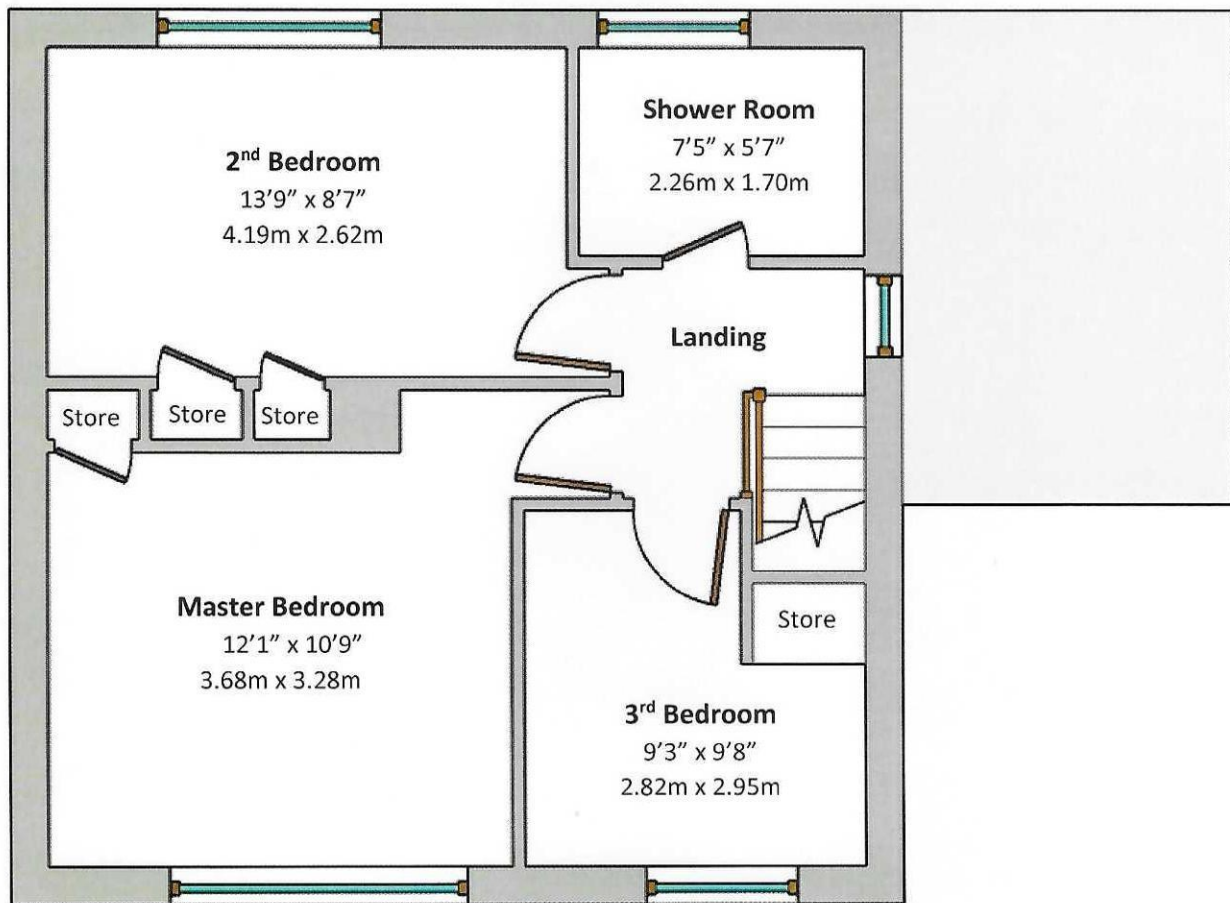 Shower Room
7’5” x 5’7”
2.26m x 1.70m
2nd Bedroom
13’9” x 8’7”
4.19m x 2.62m
Landing
Store
Store
Store
Master Bedroom
12’1” x 10’9”
3.68m x 3.28m
Store
3rd Bedroom
9’3” x 9’8”
2.82m x 2.95m